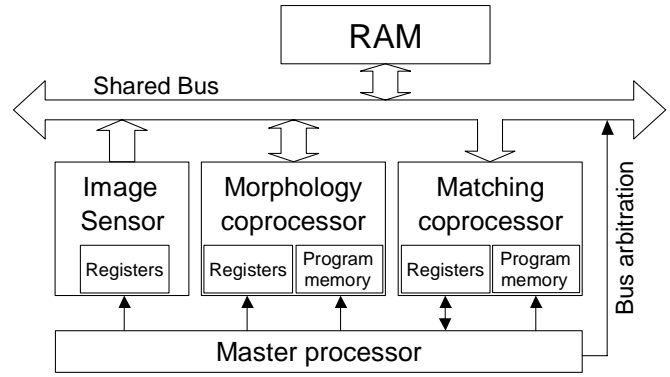 RAM
Shared Bus
Image
Sensor
Registers
Morphology
coprocessor
Registers
Program
memory
Matching
coprocessor
Registers
Program
memory
Bus arbitration
Master processor